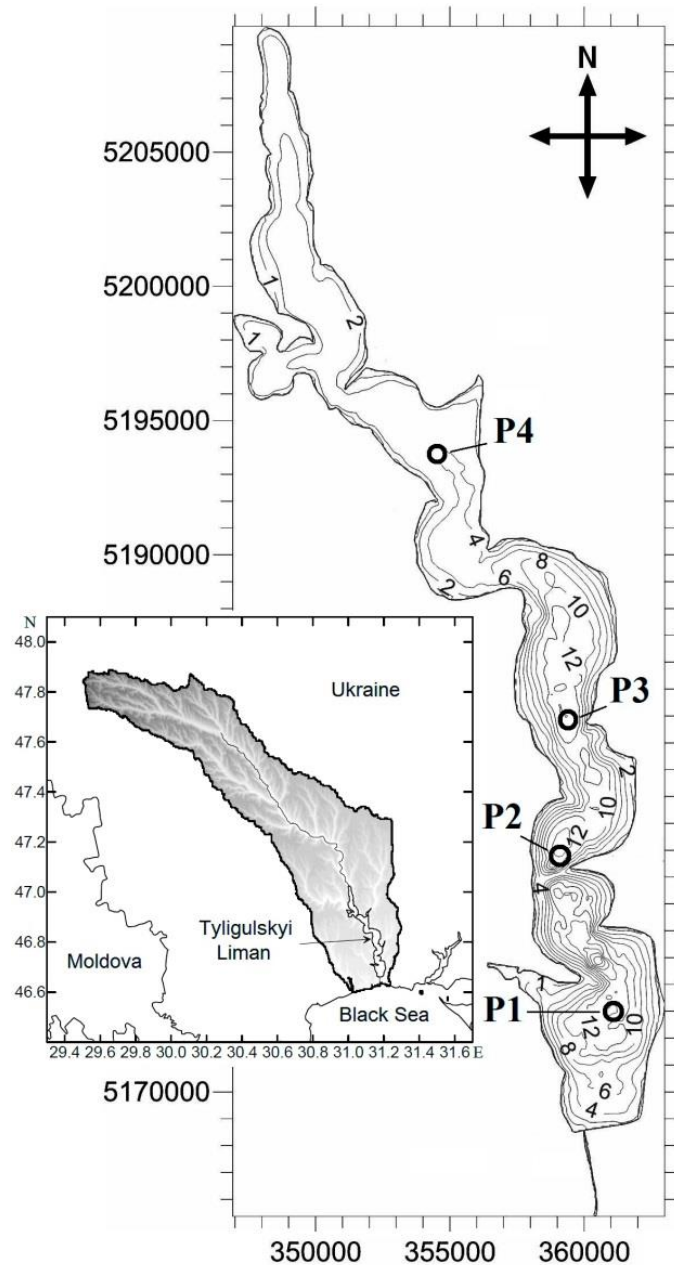 N
5205000
5200000
5195000
5190000
5170000
350000 355000 360000
1
2
1
P4
4
2
6
8
10
12
P3
2
10
P2
12
4
1
P1
12
10
8
6
4
N
48.0
47.8
47.6
47.4
47.2
47.0
46.8
46.6
29.4 29.6 29.8 30.0 30.2 30.4 30.6 30.8 31.0 31.2 31.4 31.6 E
Ukraine
Tyligulskyi
Liman
Moldova
Black Sea